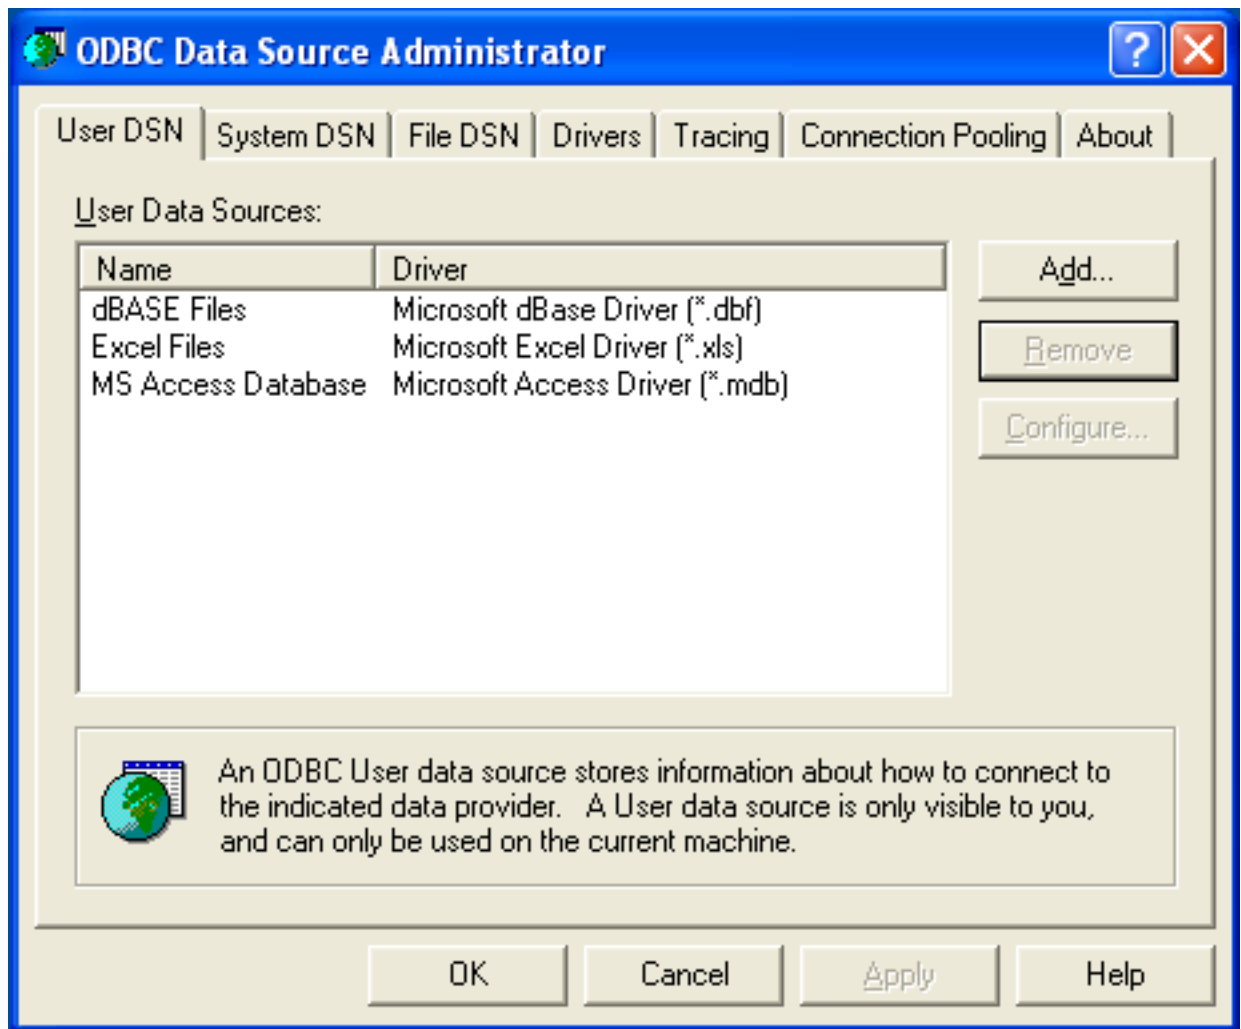 ODBC Data Source Administrator
?
User DSN System DSN File DSN Drivers Tracing Connection Pooling About
User Data Sources:
Name Driver
dBASE Files Microsoft dBase Driver (*.dbf)
Excel Files Microsoft Excel Driver (*.xls)
MS Access Database Microsoft Access Driver (*.mdb)
Add...
Remove
Configure...
An ODBC User data source stores information about how to connect to
the indicated data provider. A User data source is only visible to you,
and can only be used on the current machine.
OK Cancel Apply Help